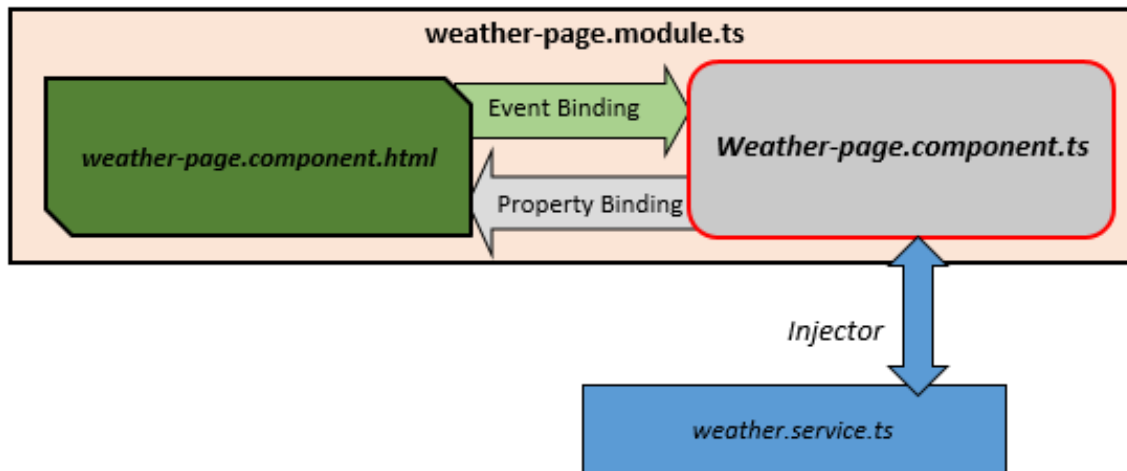 weather-page.module.ts
weather-page.component.html
Event Binding
Property Binding
Weather-page.component.ts
Injector
weather.service.ts